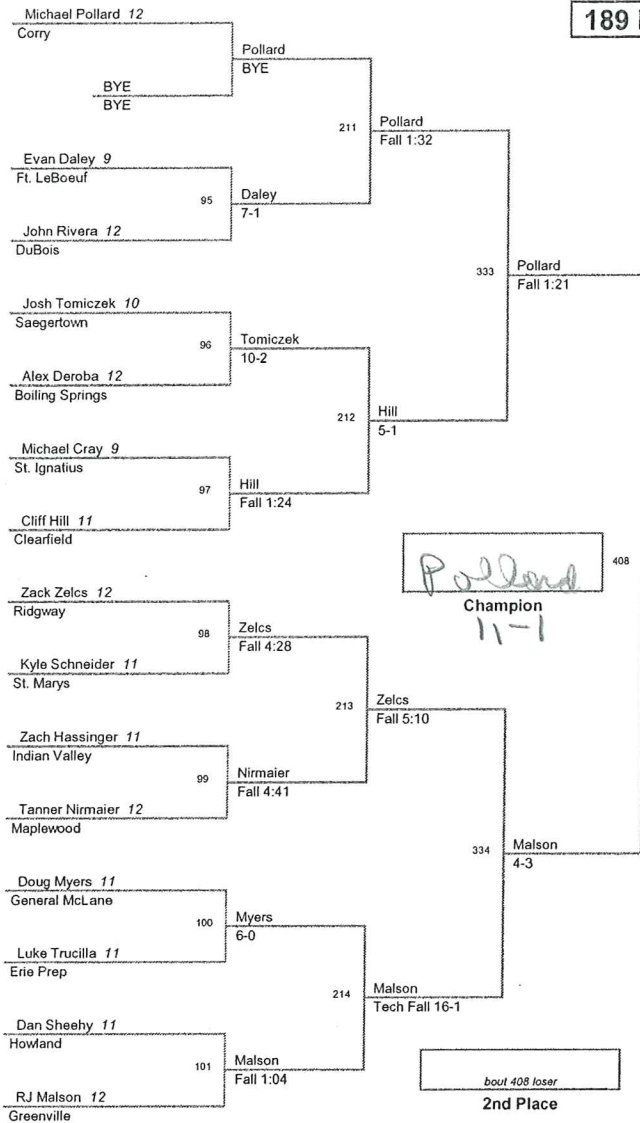 189
Michael Pollard 12
Corry
Pollard
BYE
BYE
BYE
211
Pollard
Fall 1:32
Evan Daley 9
Ft. LeBoeuf
95
Daley
7-1
John Rivera 12
DuBois
333
Pollard
Fall 1:21
Josh Tomiczek 10
Saegertown
96
Tomiczek
10-2
Alex Deroba 12
Boiling Springs
212
Hill
5-1
Michael Cray 9
St. Ignatius
97
Hill
Fall 1:24
Cliff Hill 11
Clearfield
Pollard
408
Champion
11-1
Zack Zelcs 12
Ridgway
98
Zelcs
Fall 4:28
Kyle Schneider 11
St. Marys
213
Zelcs
Fall 5:10
Zach Hassinger 11
Indian Valley
99
Nirmaier
Fall 4:41
Tanner Nirmaier 12
Maplewood
334
Malson
4-3
Doug Myers 11
General McLane
100
Myers
6-0
Luke Trucilla 11
Erie Prep
214
Malson
Tech Fall 16-1
Dan Sheehy 11
Howland
101
Malson
Fall 1:04
RJ Malson 12
Greenville
bout 408 loser
2nd Place